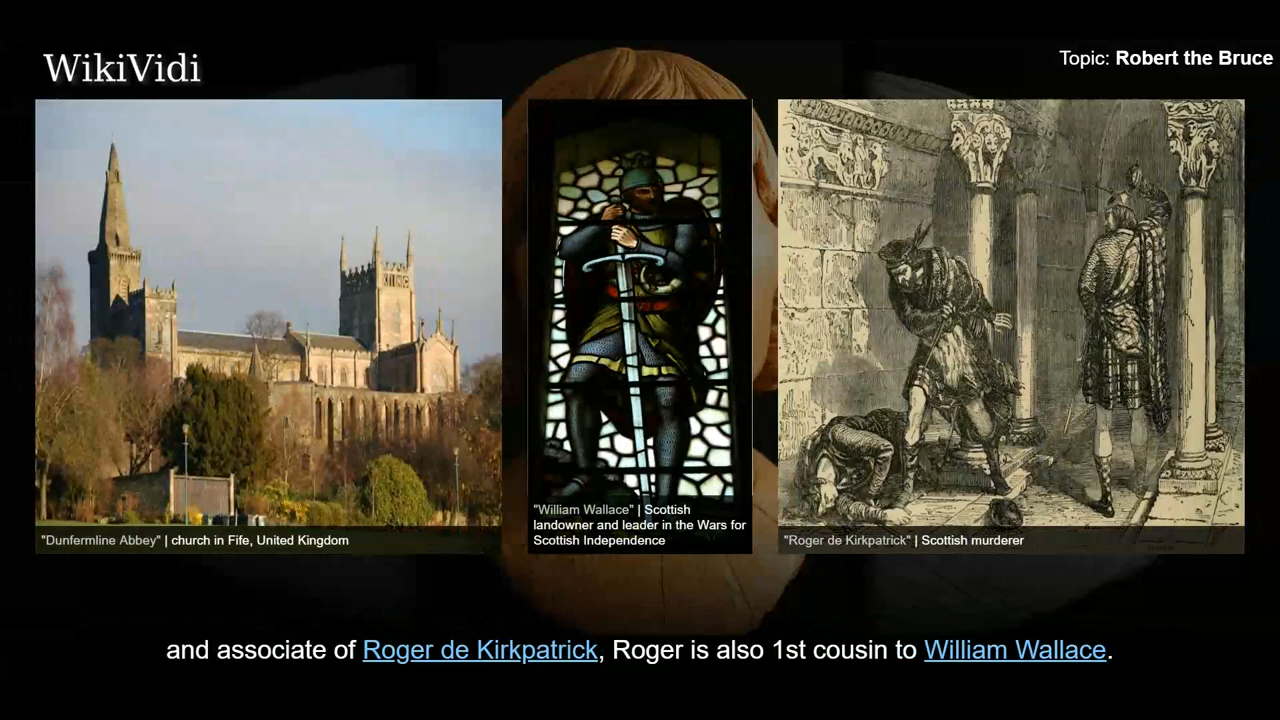 WikiVidi
Topic: Robert the Bruce
"Dunfermline Abbey" | church in Fife, United Kingdom
"William Wallace" | Scottish
landowner and leader in the Wars for
Scottish Independence
"Roger de Kirkpatrick" | Scottish murderer
and associate of Roger de Kirkpatrick, Roger is also 1st cousin to William Wallace.